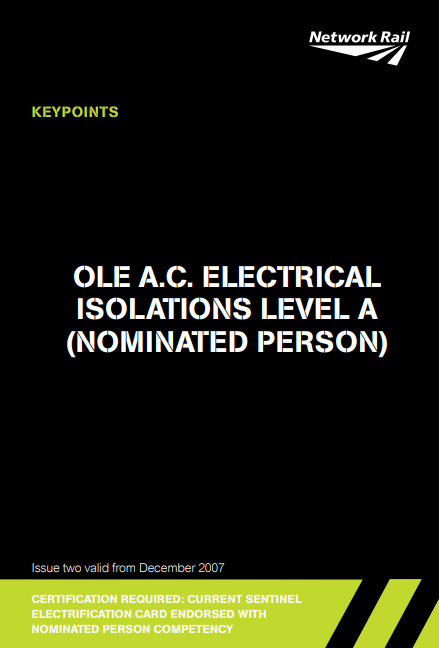 Network Rail
KEYPOINTS
OLE A.C. ELECTRICAL
ISOLATIONS LEVEL A
(NOMINATED PERSON)
Issue two valid from December 2007
CERTIFICATION REQUIRED: CURRENT SENTINEL
ELECTRIFICATION CARD ENDORSED WITH
NOMINATED PERSON COMPETENCY